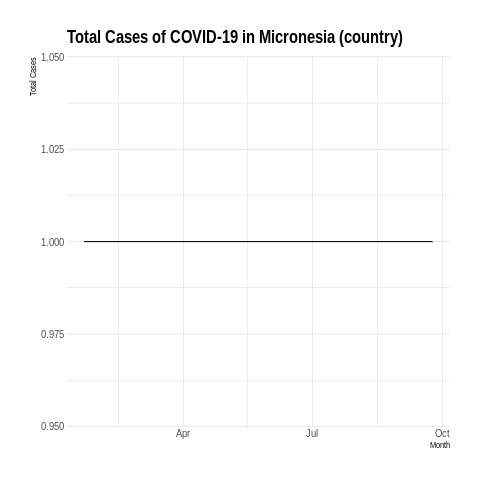 Total Cases of COVID-19 in Micronesia (country)
Total Cases
1.050
1.025
1.000
0.975
0.950
Apr Jul Oct
Month